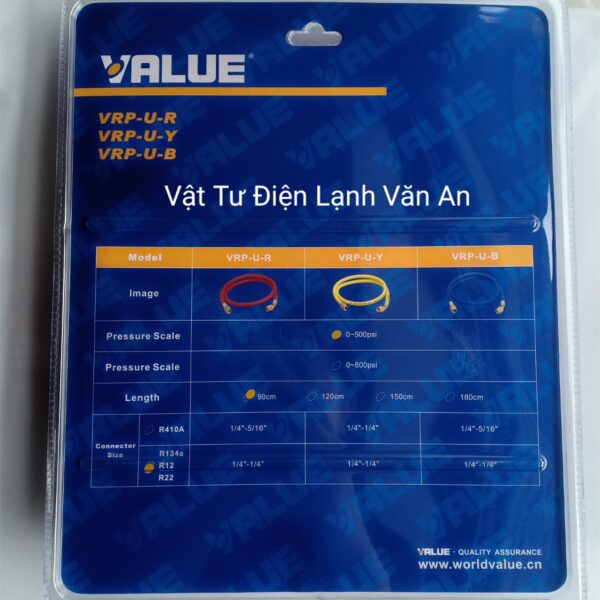 VALUE®
VRP-U-R
VRP-U-Y
VRP-U-B
Vật Tư Điện Lạnh Văn An
Model VRP-U-R VRP-U-Y VRP-U-B
Image
Pressure Scale 0~500psi
Pressure Scale 0~800psi
Length 90cm 120cm 150cm 180cm
Connector Size
R410A 1/4"-5/16" 1/4"-1/4" 1/4"-5/16"
R134a
R12 1/4"-1/4" 1/4"-1/4" 1/4"-1/4"
R22
VALUE · QUALITY ASSURANCE
www.worldvalue.cn